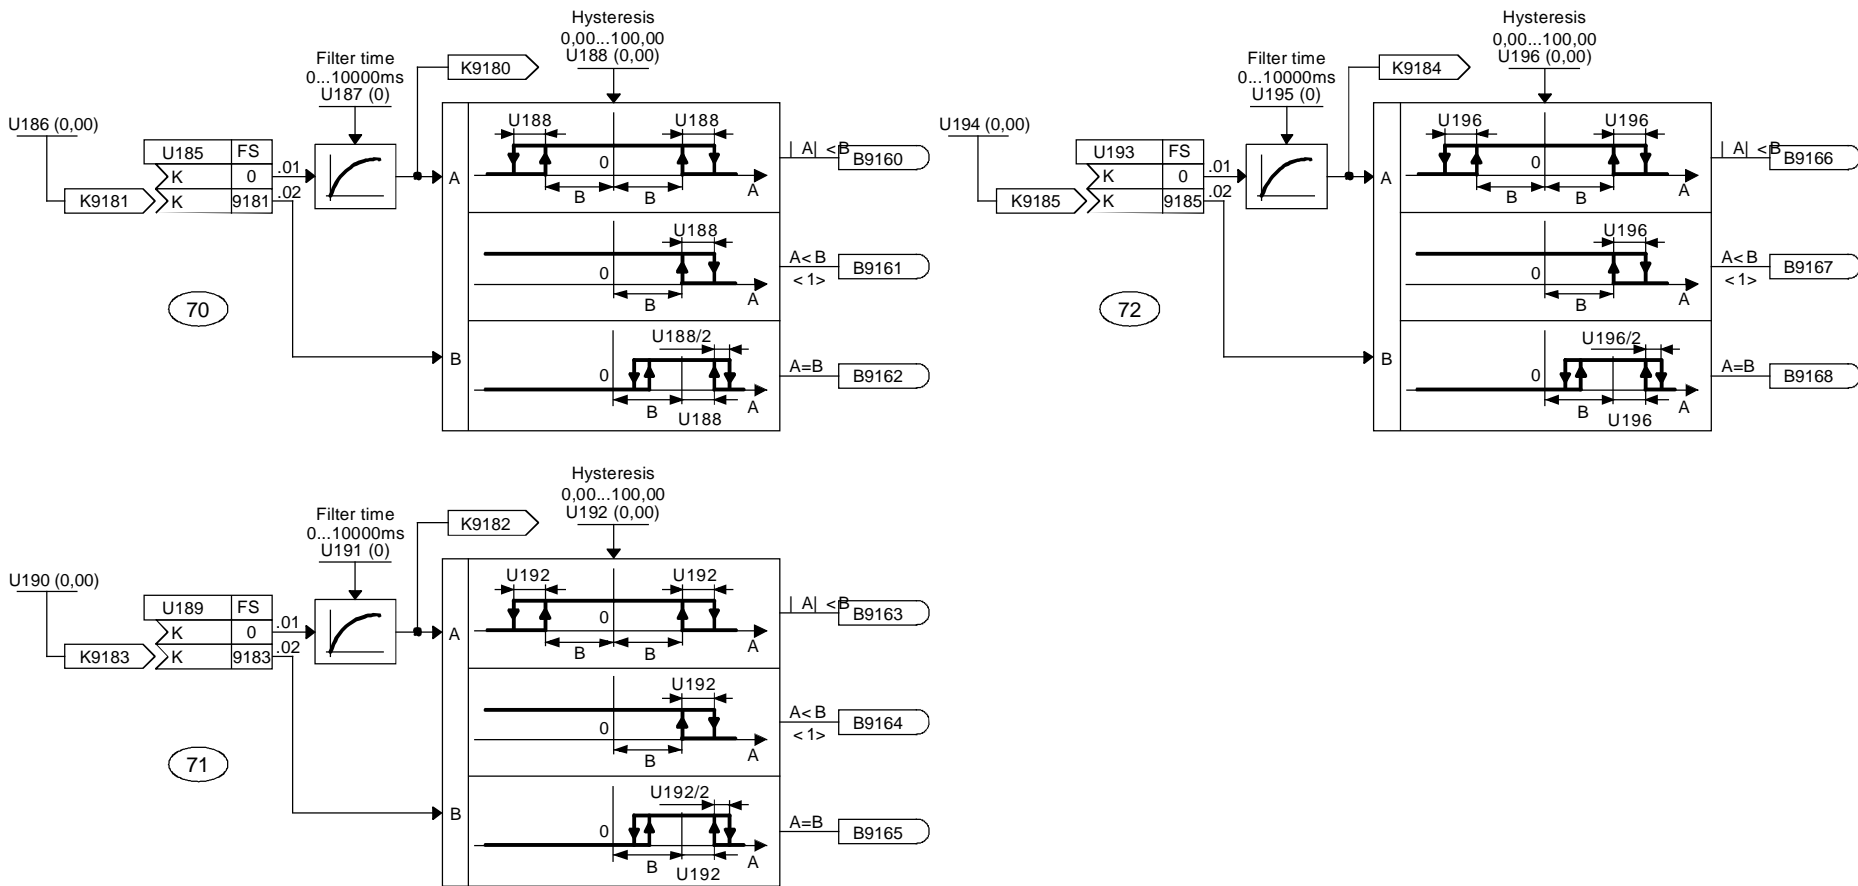 Hysteresis
0,00...100,00
U188 (0,00)
Filter time
0...10000ms
U187 (0)
K9180
U186 (0,00)
U185 FS
K 0 .01
K9181 K 9181 .02
A
B
U188 U188
0
B B A
| A| <B
B9160
U188
0
B A
A<B
<1>
B9161
U188/2
0
B A
U188
A=B
B9162
70
Hysteresis
0,00...100,00
U196 (0,00)
Filter time
0...10000ms
U195 (0)
K9184
U194 (0,00)
U193 FS
K 0 .01
K9185 K 9185 .02
A
B
U196 U196
0
B B A
| A| <B
B9166
U196
0
B A
A<B
<1>
B9167
U196/2
0
B A
U196
A=B
B9168
72
Hysteresis
0,00...100,00
U192 (0,00)
Filter time
0...10000ms
U191 (0)
K9182
U190 (0,00)
U189 FS
K 0 .01
K9183 K 9183 .02
A
B
U192 U192
0
B B A
| A| <B
B9163
U192
0
B A
A<B
<1>
B9164
U192/2
0
B A
U192
A=B
B9165
71